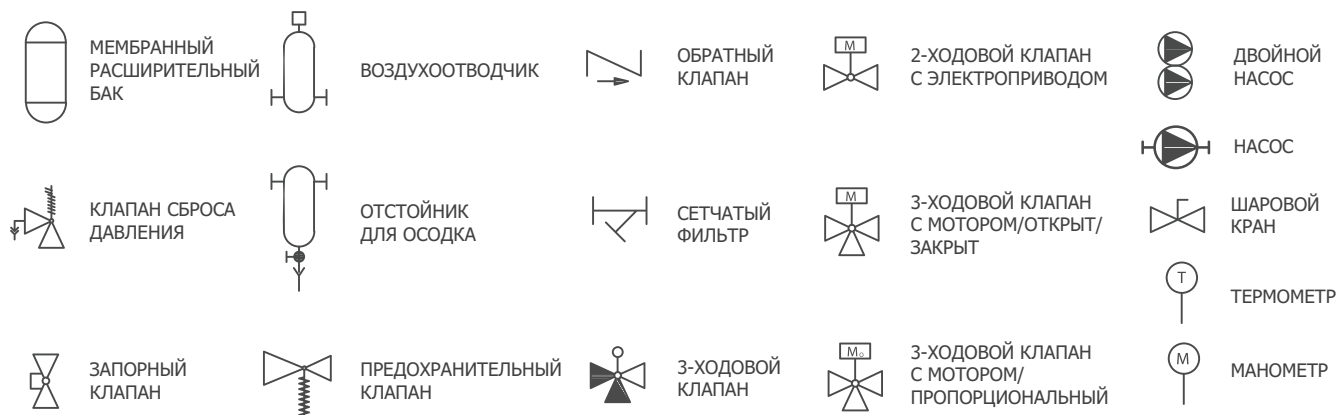 МЕМБРАННЫЙ
РАСШИРИТЕЛЬНЫЙ
БАК
ВОЗДУХООТВОДЧИК
ОБРАТНЫЙ
КЛАПАН
M
2-ХОДОВОЙ КЛАПАН
С ЭЛЕКТРОПРИВОДОМ
ДВОЙНОЙ
НАСОС
НАСОС
КЛАПАН СБРОСА
ДАВЛЕНИЯ
ОТСТОЙНИК
ДЛЯ ОСОДКА
СЕТЧАТЫЙ
ФИЛЬТР
M
3-ХОДОВОЙ КЛАПАН
С МОТОРОМ/ОТКРЫТ/
ЗАКРЫТ
ШАРОВОЙ
КРАН
T
ТЕРМОМЕТР
ЗАПОРНЫЙ
КЛАПАН
ПРЕДОХРАНИТЕЛЬНЫЙ
КЛАПАН
3-ХОДОВОЙ
КЛАПАН
Mo
3-ХОДОВОЙ КЛАПАН
С МОТОРОМ/
ПРОПОРЦИОНАЛЬНЫЙ
M
МАНОМЕТР